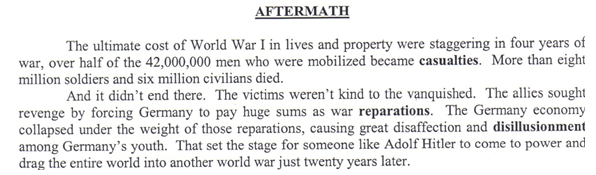 AFTERMATH
The ultimate cost of World War I in lives and property were staggering in four years of
war, over half of the 42,000,000 men who were mobilized became casualties. More than eight
million soldiers and six million civilians died.
And it didn't end there. The victims weren't kind to the vanquished. The allies sought
revenge by forcing Germany to pay huge sums as war reparations. The Germany economy
collapsed under the weight of those reparations, causing great disaffection and disillusionment
among Germany's youth. That set the stage for someone like Adolf Hitler to come to power and
drag the entire world into another world war just twenty years later.